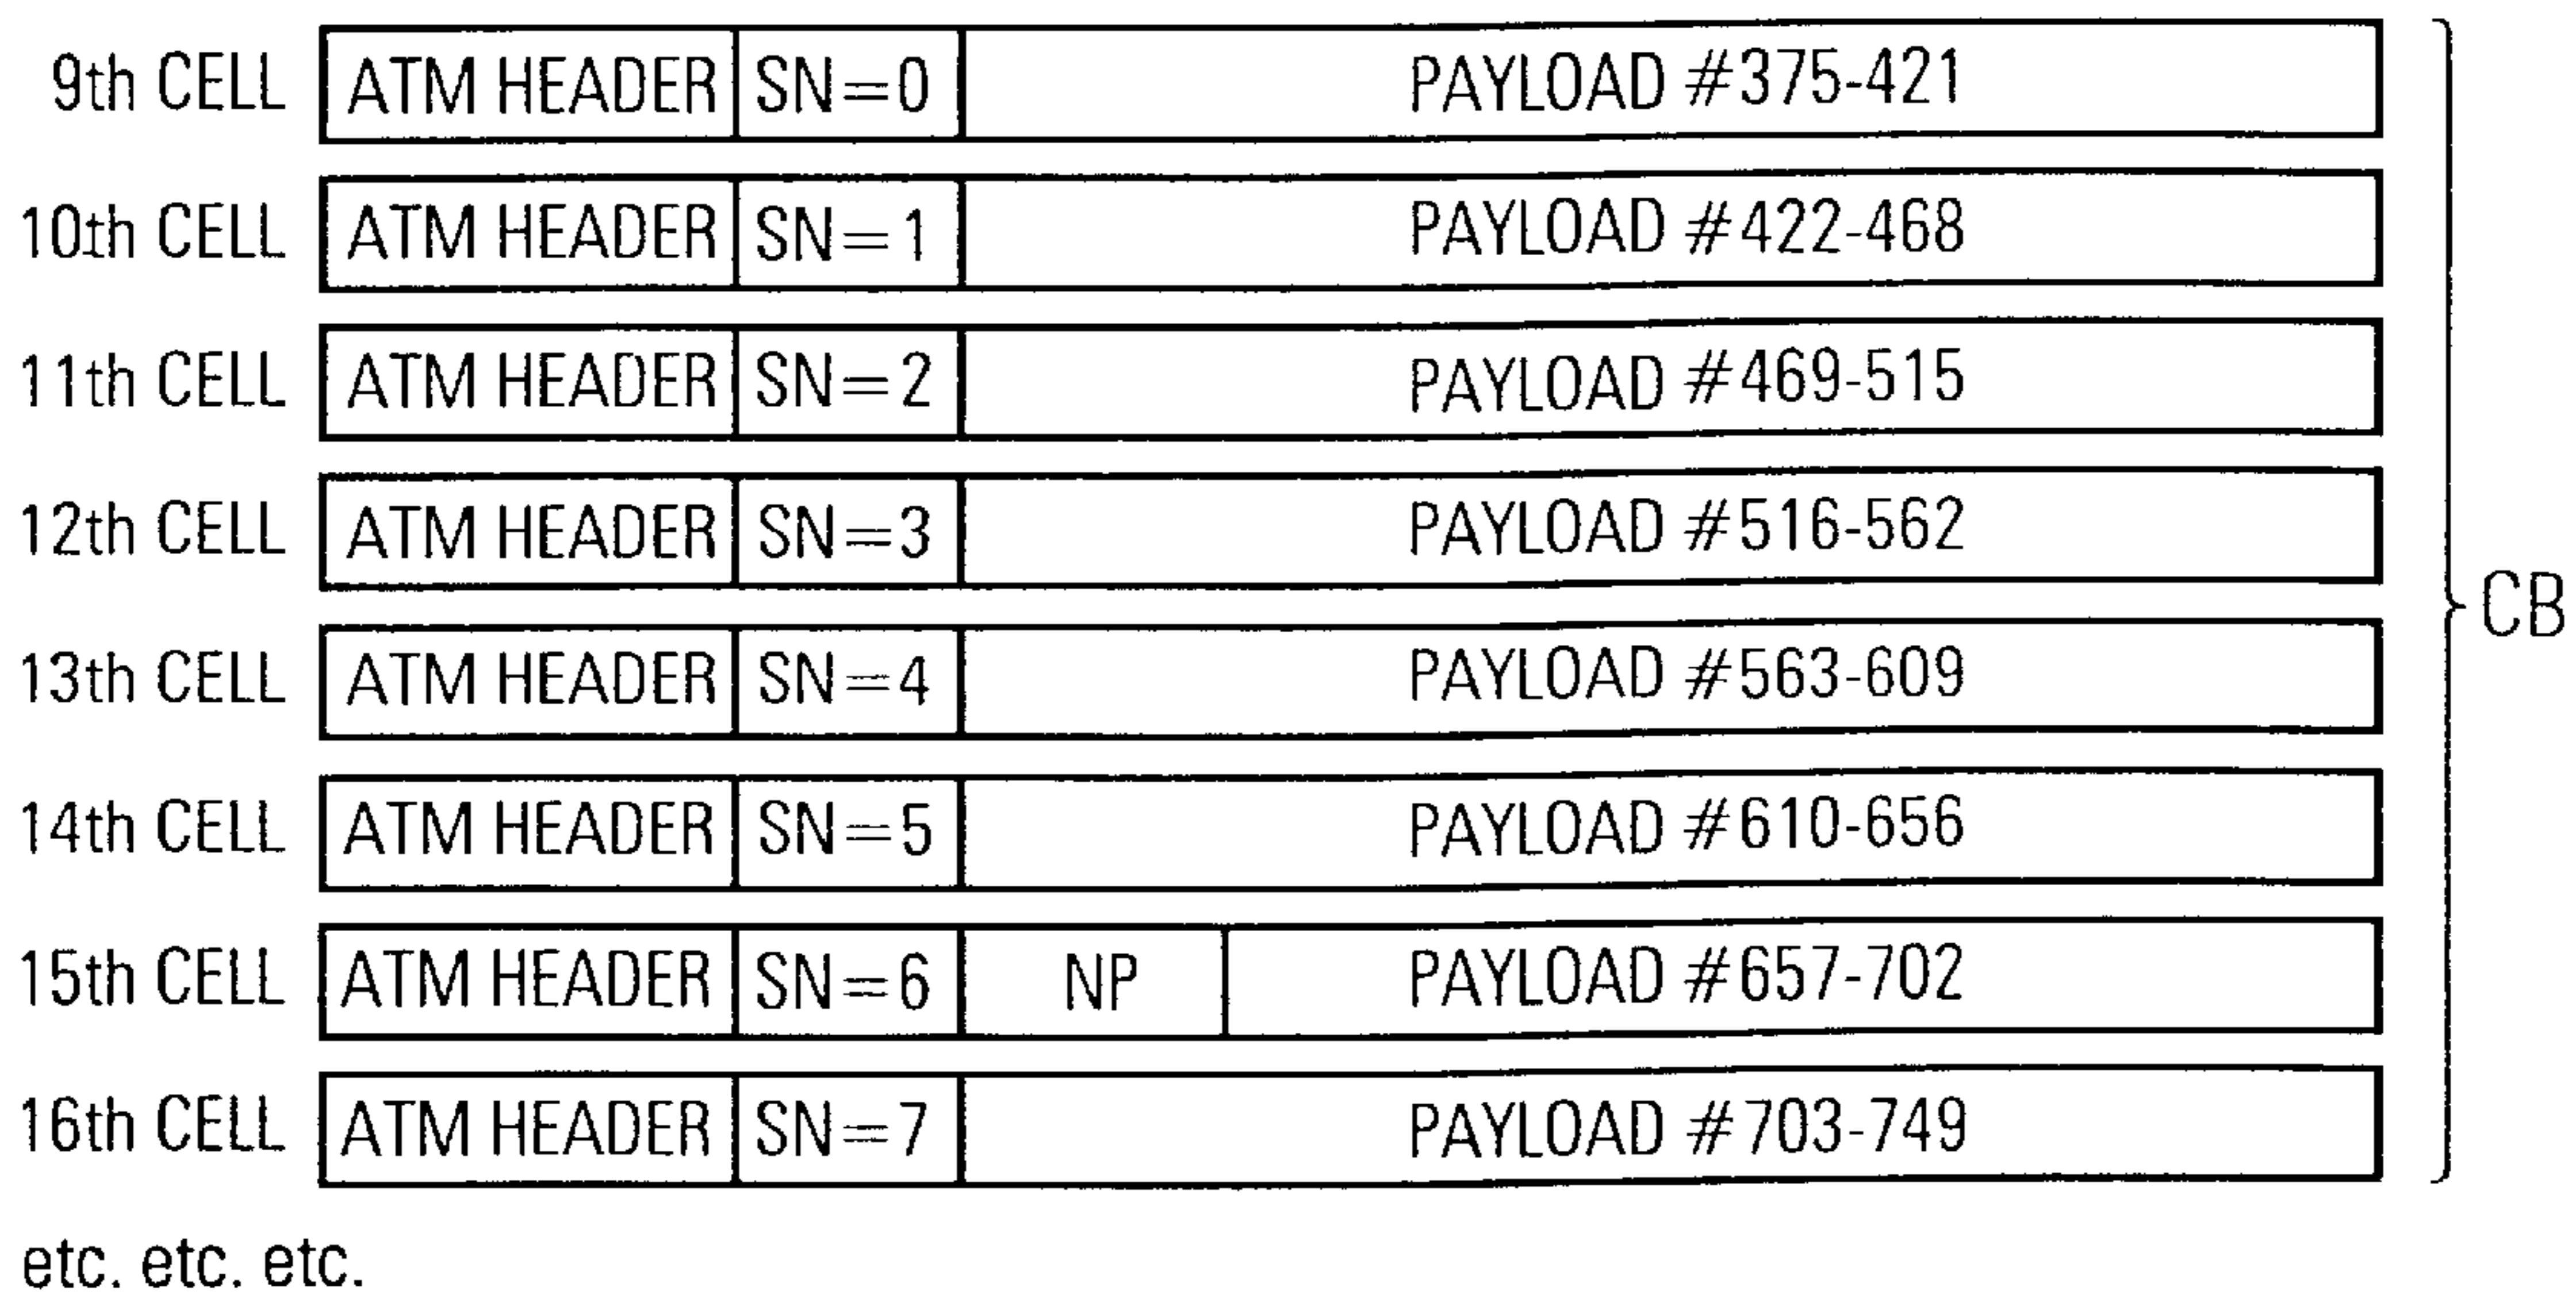 9th CELL ATM HEADER SN=0 PAYLOAD #375-421
10th CELL ATM HEADER SN=1 PAYLOAD #422-468
11th CELL ATM HEADER SN=2 PAYLOAD #469-515
12th CELL ATM HEADER SN=3 PAYLOAD #516-562
CB
13th CELL ATM HEADER SN=4 PAYLOAD #563-609
14th CELL ATM HEADER SN=5 PAYLOAD #610-656
15th CELL ATM HEADER SN=6 NP PAYLOAD #657-702
16th CELL ATM HEADER SN=7 PAYLOAD #703-749
etc. etc. etc.